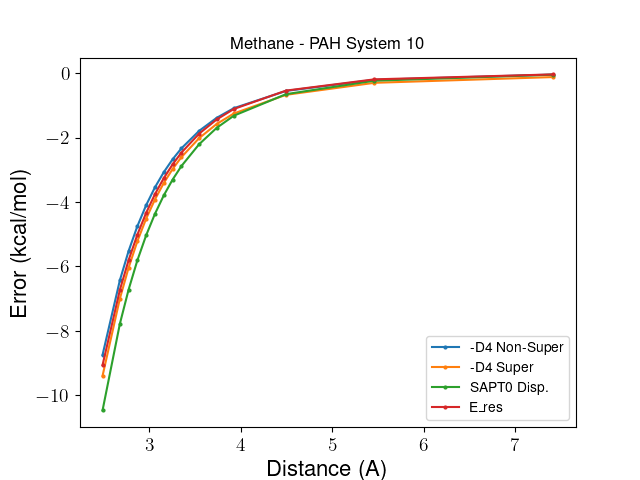 Methane - PAH System 10
0
−2
−4
−6
−8
−10
Error (kcal/mol)
3
4
5
6
7
Distance (A)
-D4 Non-Super
-D4 Super
SAPT0 Disp.
E_res